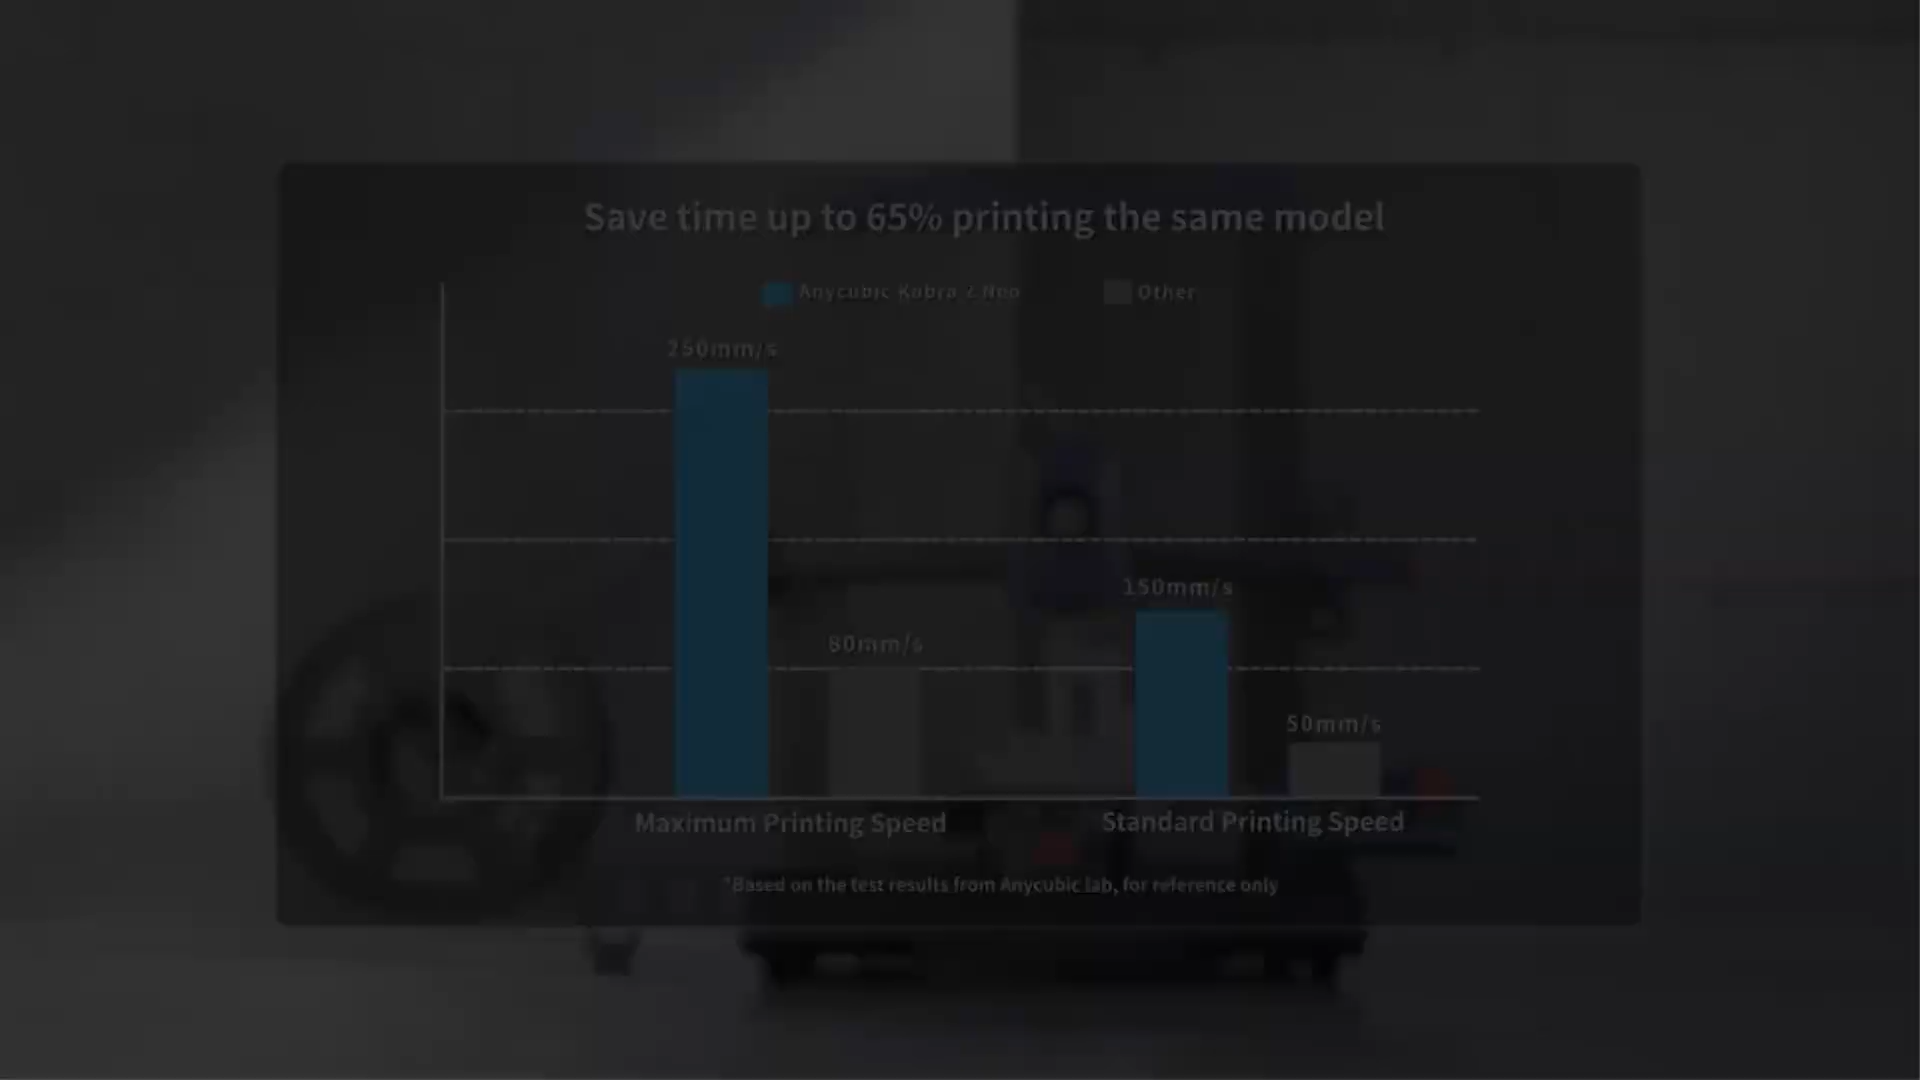 Save time up to 65% printing the same model
Anycubic Kobra 2 Neo
Other
250mm/s
80mm/s
150mm/s
50mm/s
Maximum Printing Speed
Standard Printing Speed
*Based on the test results from Anycubic lab, for reference only